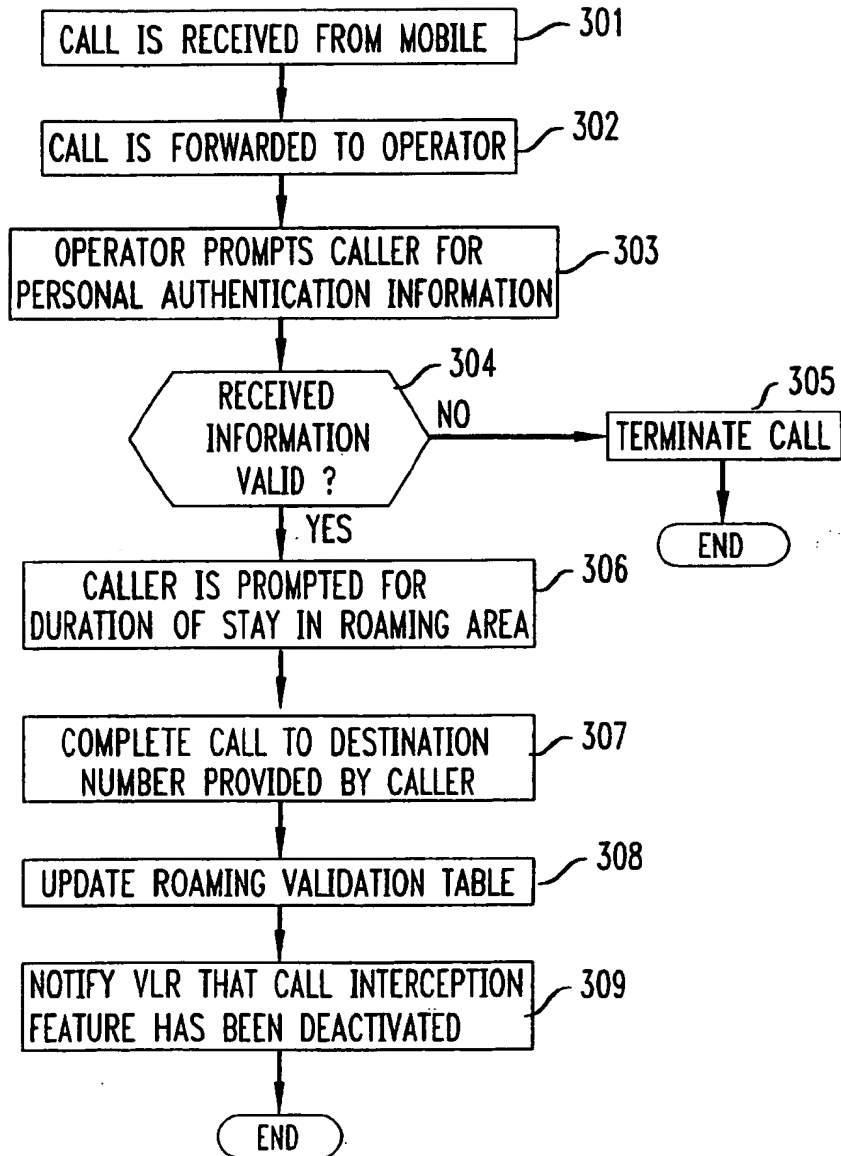 CALL IS RECEIVED FROM MOBILE
301
CALL IS FORWARDED TO OPERATOR
302
OPERATOR PROMPTS CALLER FOR
PERSONAL AUTHENTICATION INFORMATION
303
RECEIVED
INFORMATION
VALID ?
304
NO
305
TERMINATE CALL
END
YES
CALLER IS PROMPTED FOR
DURATION OF STAY IN ROAMING AREA
306
COMPLETE CALL TO DESTINATION
NUMBER PROVIDED BY CALLER
307
UPDATE ROAMING VALIDATION TABLE
308
NOTIFY VLR THAT CALL INTERCEPTION
FEATURE HAS BEEN DEACTIVATED
309
END